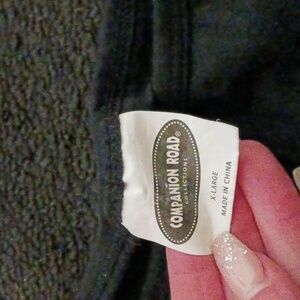 COMPANION ROAD®
COLLECTIONS
X-LARGE
MADE IN CHINA